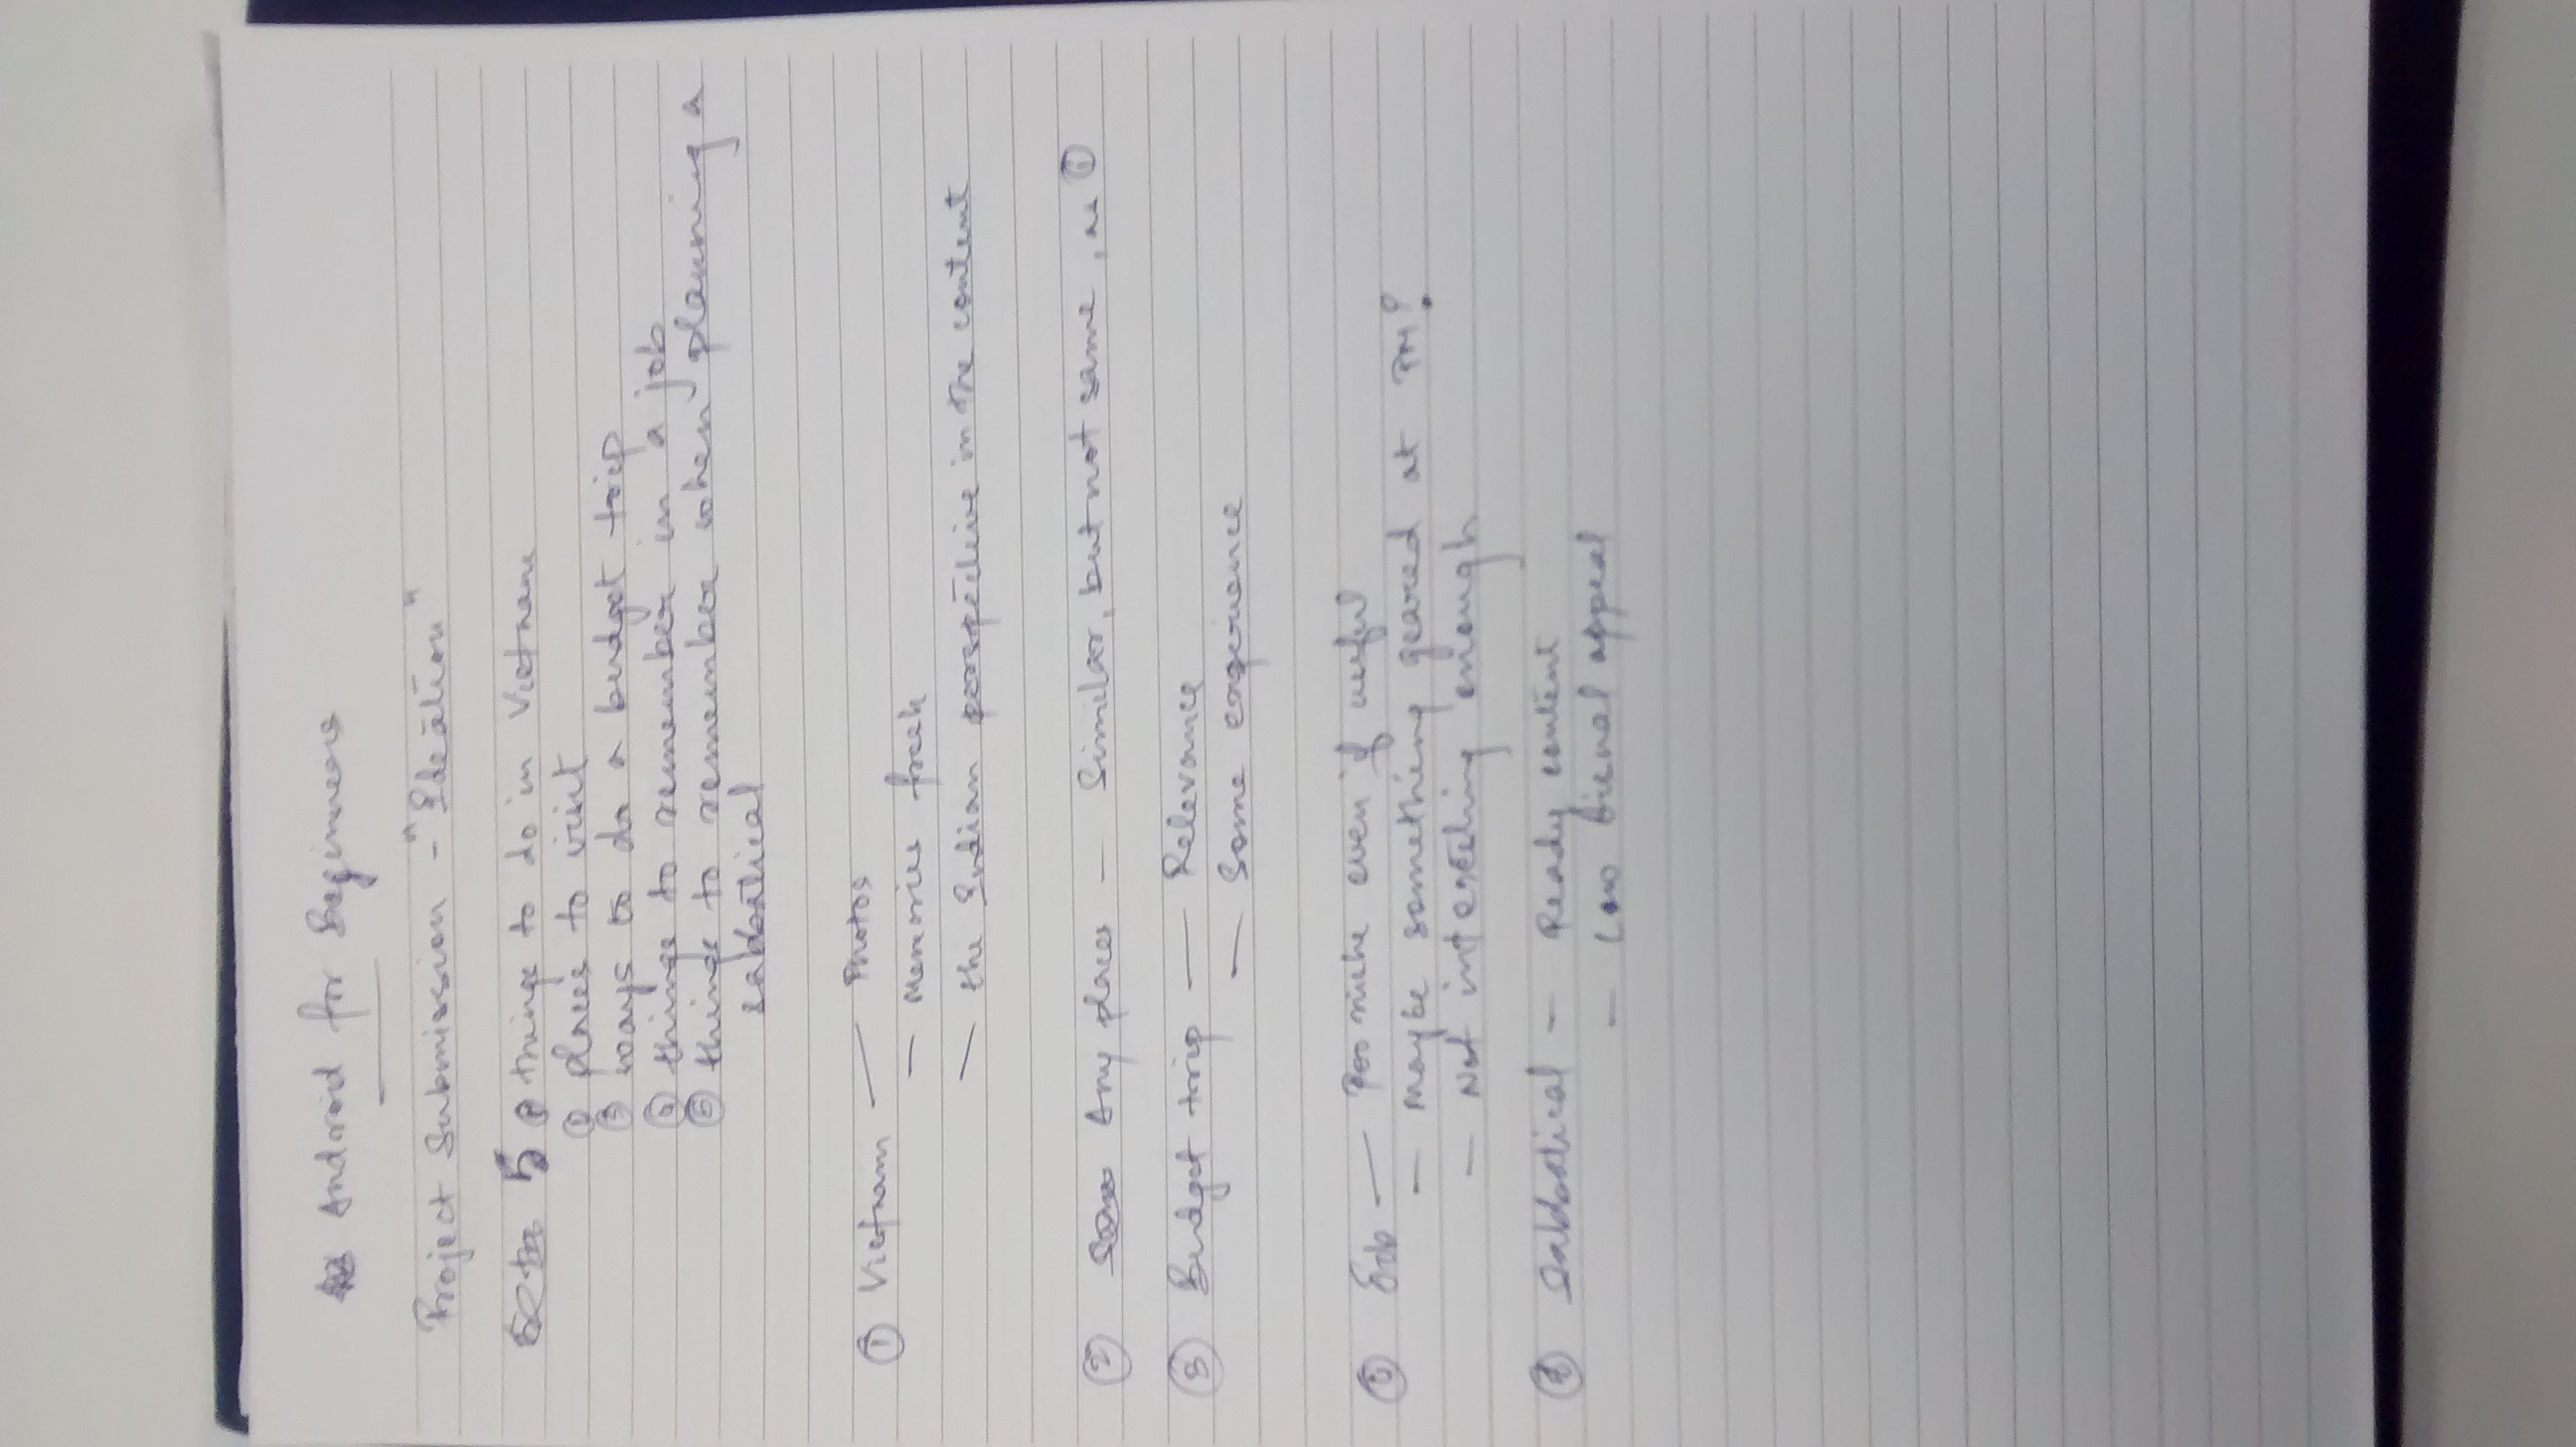 Android for Beginners
Project Submission - "Ideation"
5 ① things to do in Vietnam
② places to visit
③ ways to do a budget trip
④ things to remember in a job
⑤ things to remember when planning a
sabbatical
① Vietnam — Photos
— Memories fresh
— the Indian perspective in the content
② Any places — Similar, but not same, as ①
③ Budget trip — Relevance
— Some experience
Job — Too niche even if useful
— Maybe something geared at PM?
— Not interesting enough
Sabbatical — Ready content
— Low visual appeal